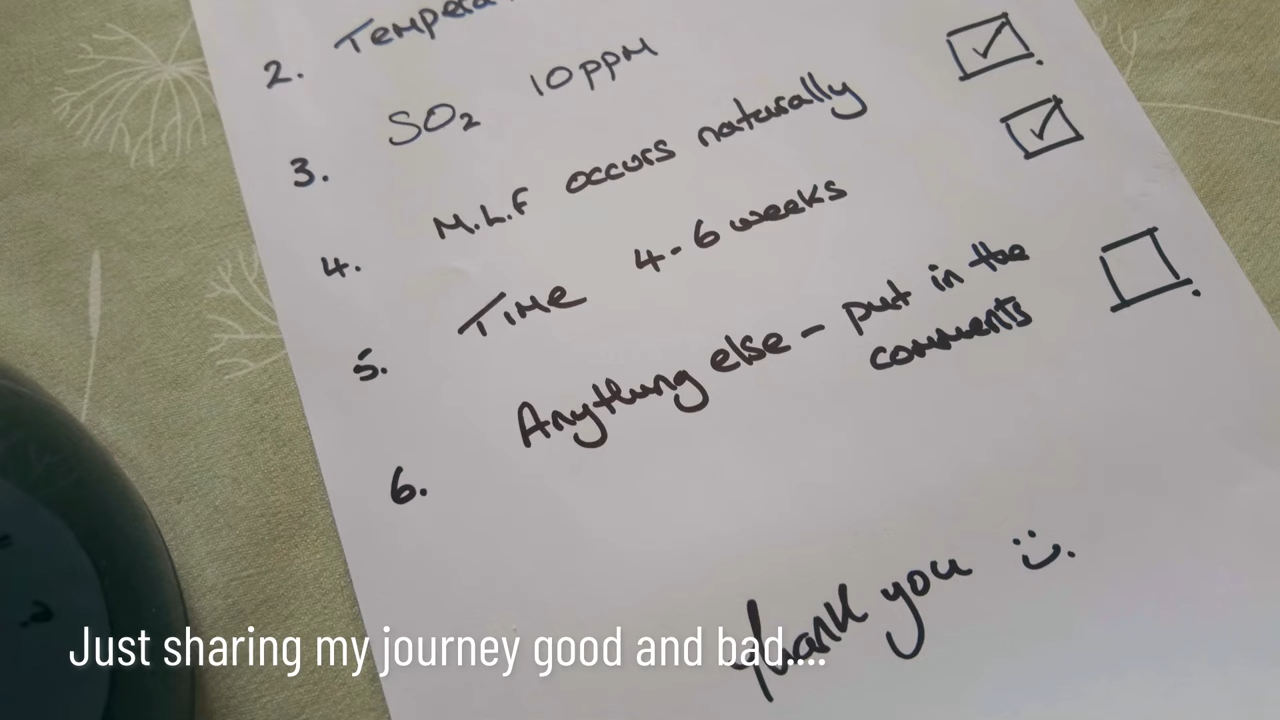 2. Tempera
3. SO2 10PPM
4. M.L.F occurs naturally
5. Time 4-6 weeks
6. Anything else - put in the
comments
Thank you :).
Just sharing my journey good and bad....